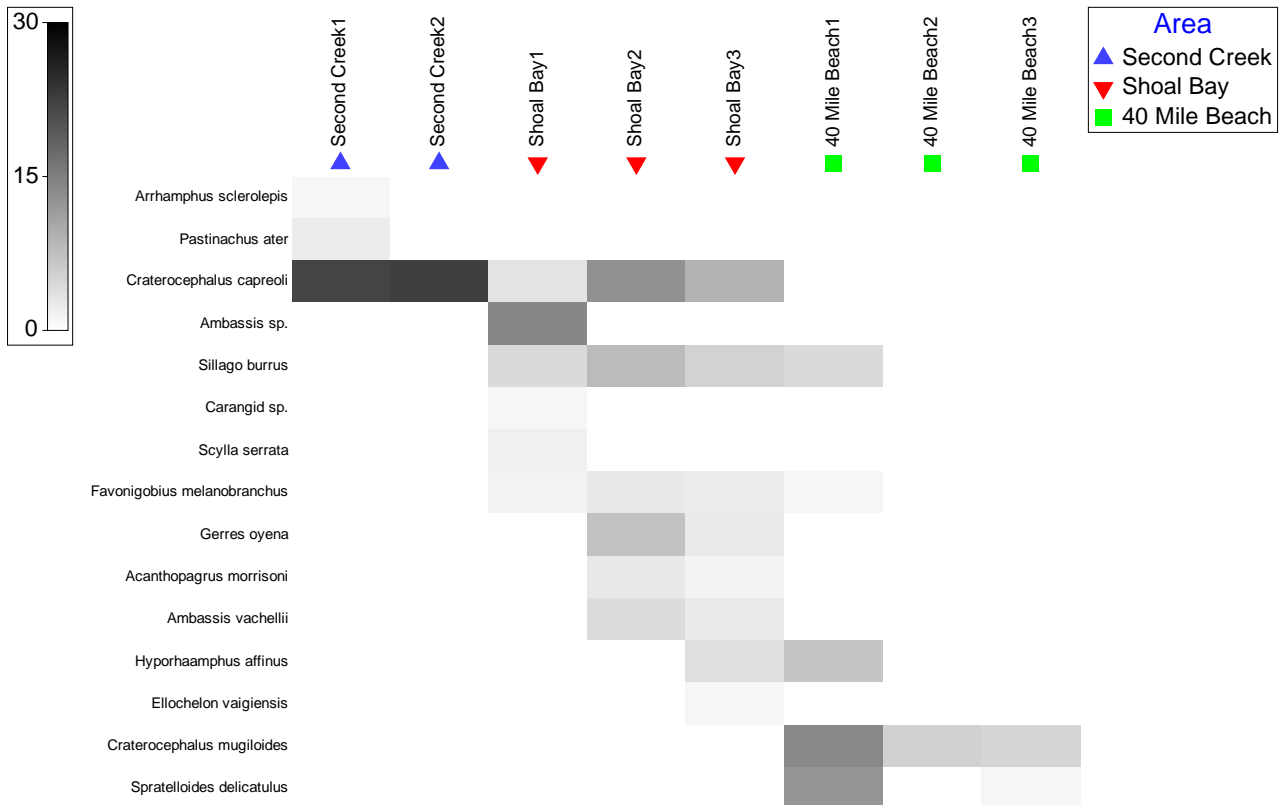 30
15
0
Second Creek1
Second Creek2
Shoal Bay1
Shoal Bay2
Shoal Bay3
40 Mile Beach1
40 Mile Beach2
40 Mile Beach3
Area
Second Creek
Shoal Bay
40 Mile Beach
Arrhamphus sclerolepis
Pastinachus ater
Craterocephalus capreoli
Ambassis sp.
Sillago burrus
Carangid sp.
Scylla serrata
Favonigobius melanobranchus
Gerres oyena
Acanthopagrus morrisoni
Ambassis vachellii
Hyporhaamphus affinus
Ellochelon vaigiensis
Craterocephalus mugiloides
Spratelloides delicatulus